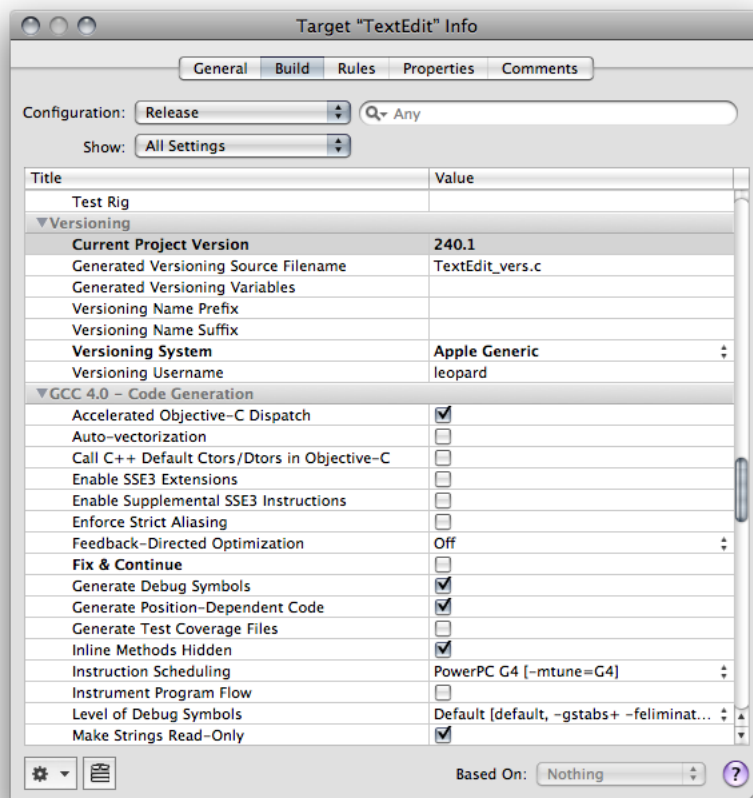 Target “TextEdit” Info
General Build Rules Properties Comments
Configuration: Release Any
Show: All Settings
Title Value
Test Rig
Versioning
Current Project Version 240.1
Generated Versioning Source Filename TextEdit_vers.c
Generated Versioning Variables
Versioning Name Prefix
Versioning Name Suffix
Versioning System Apple Generic
Versioning Username leopard
GCC 4.0 – Code Generation
Accelerated Objective-C Dispatch
Auto-vectorization
Call C++ Default Ctors/Dtors in Objective-C
Enable SSE3 Extensions
Enable Supplemental SSE3 Instructions
Enforce Strict Aliasing
Feedback-Directed Optimization Off
Fix & Continue
Generate Debug Symbols
Generate Position-Dependent Code
Generate Test Coverage Files
Inline Methods Hidden
Instruction Scheduling PowerPC G4 [-mtune=G4]
Instrument Program Flow
Level of Debug Symbols Default [default, -gstabs+ -feliminat...
Make Strings Read-Only
Based On: Nothing ?